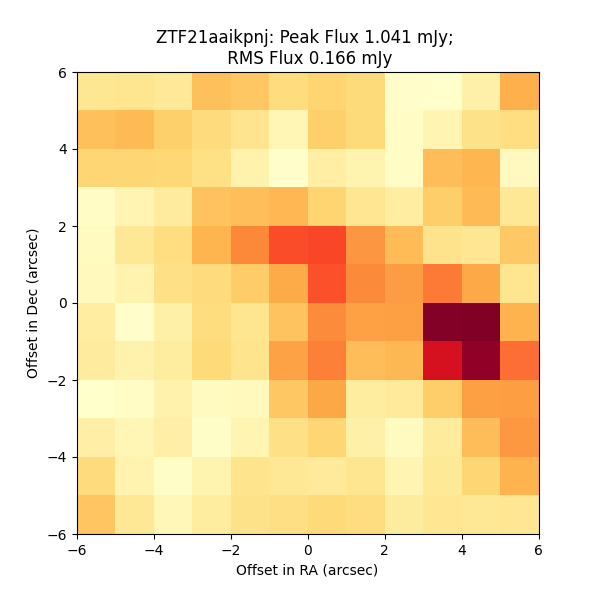 ZTF21aaikpnj: Peak Flux 1.041 mJy;
RMS Flux 0.166 mJy
6
4
2
0
−2
−4
−6
Offset in Dec (arcsec)
−6 −4 −2 0 2 4 6
Offset in RA (arcsec)